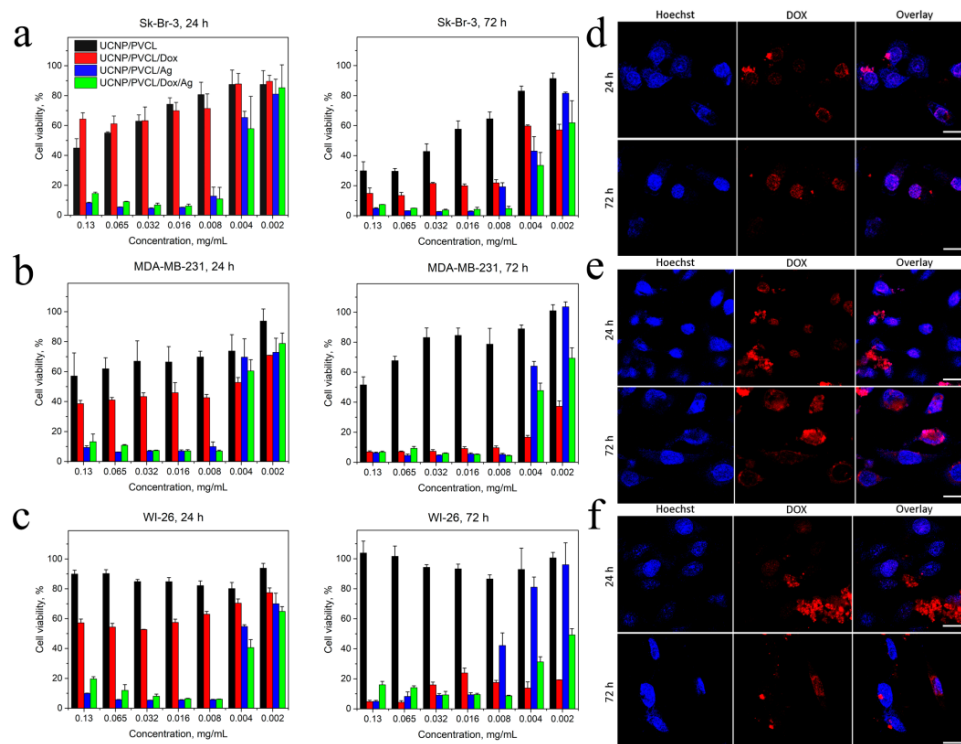 a
Sk-Br-3, 24 h
UCNP/PVCL
UCNP/PVCL/Dox
UCNP/PVCL/Ag
UCNP/PVCL/Dox/Ag
Cell viability, %
100
80
60
40
20
0
0.13 0.065 0.032 0.016 0.008 0.004 0.002
Concentration, mg/mL
Sk-Br-3, 72 h
Cell viability, %
100
80
60
40
20
0
0.13 0.065 0.032 0.016 0.008 0.004 0.002
Concentration, mg/mL
b
MDA-MB-231, 24 h
Cell viability, %
100
80
60
40
20
0
0.13 0.065 0.032 0.016 0.008 0.004 0.002
Concentration, mg/mL
MDA-MB-231, 72 h
Cell viability, %
100
80
60
40
20
0
0.13 0.065 0.032 0.016 0.008 0.004 0.002
Concentration, mg/mL
c
WI-26, 24 h
Cell viability, %
100
80
60
40
20
0
0.13 0.065 0.032 0.016 0.008 0.004 0.002
Concentration, mg/mL
WI-26, 72 h
Cell viability, %
100
80
60
40
20
0
0.13 0.065 0.032 0.016 0.008 0.004 0.002
Concentration, mg/mL
d
Hoechst DOX Overlay
24 h
72 h
e
Hoechst DOX Overlay
24 h
72 h
f
Hoechst DOX Overlay
24 h
72 h